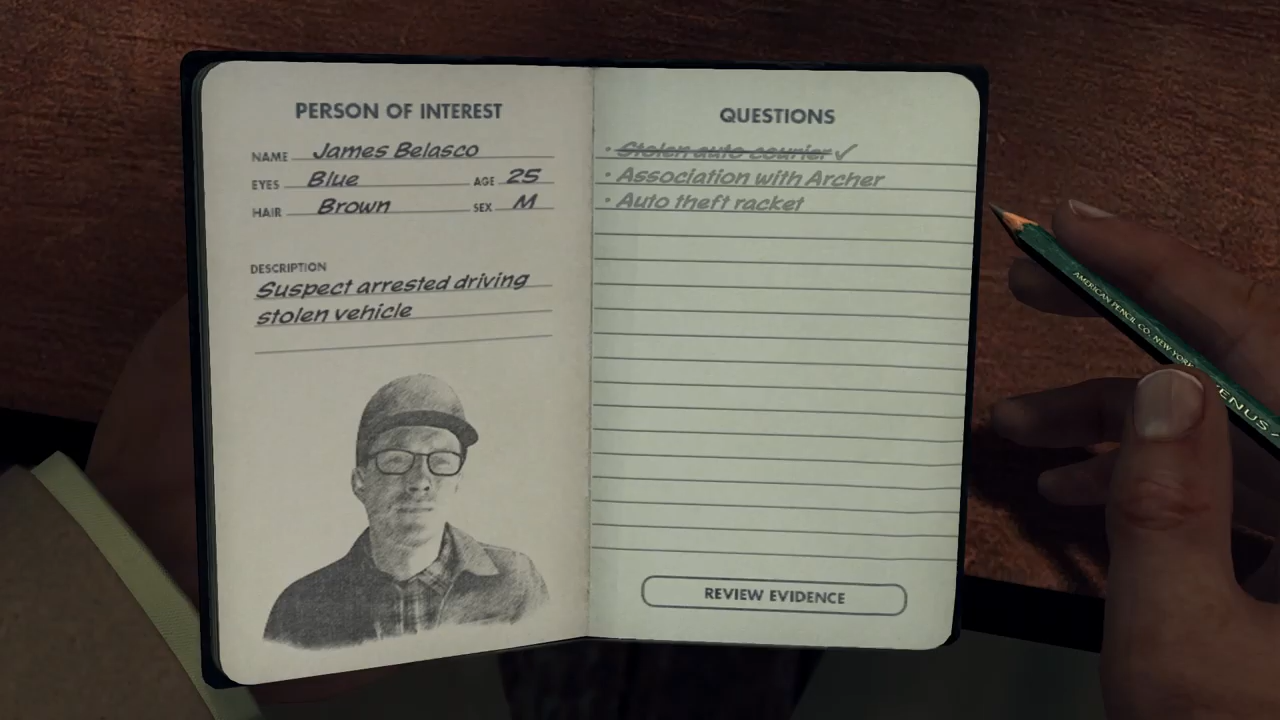 PERSON OF INTEREST
NAME James Belasco
EYES Blue AGE 25
HAIR Brown SEX M
DESCRIPTION
Suspect arrested driving
stolen vehicle
QUESTIONS
• Stolen auto courier ✓
• Association with Archer
• Auto theft racket
REVIEW EVIDENCE
AMERICAN PENCIL CO. NEW YORK
ENUS